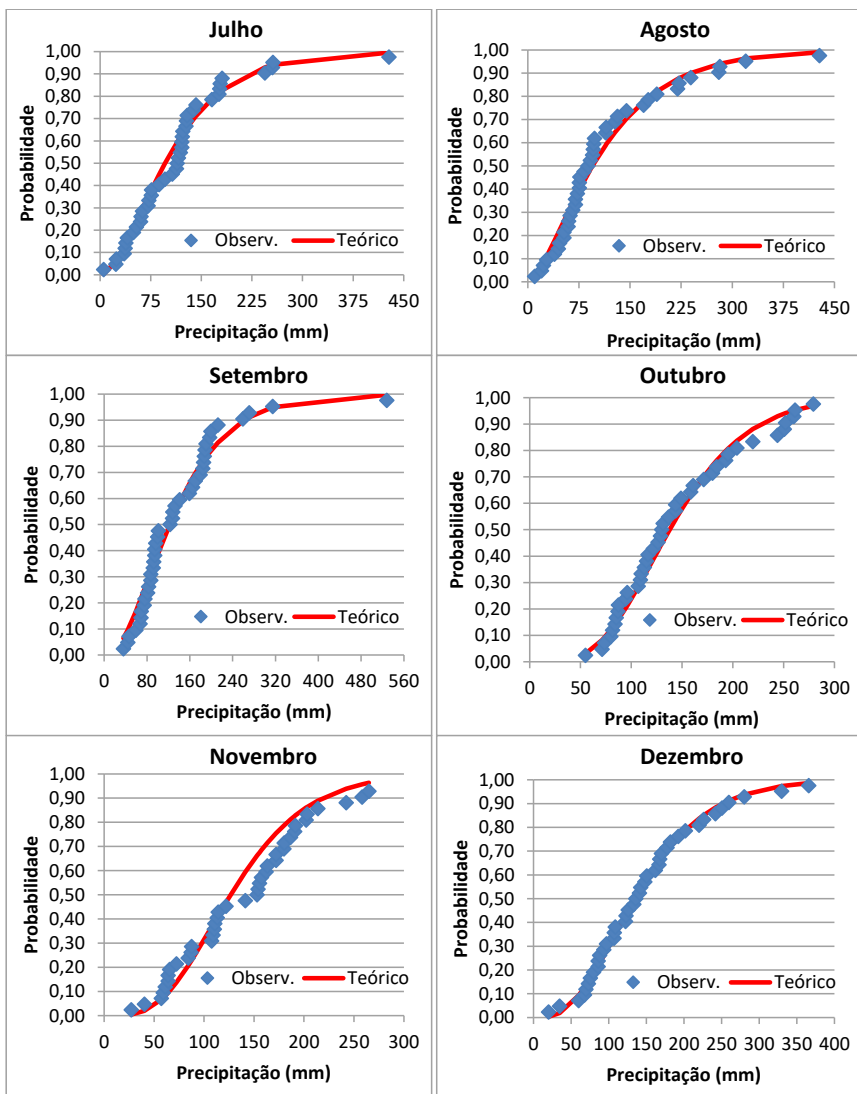 Julho
Probabilidade
1,00
0,90
0,80
0,70
0,60
0,50
0,40
0,30
0,20
0,10
0,00
Observ. Teórico
0 75 150 225 300 375 450
Precipitação (mm)
Agosto
Probabilidade
1,00
0,90
0,80
0,70
0,60
0,50
0,40
0,30
0,20
0,10
0,00
Observ. Teórico
0 75 150 225 300 375 450
Precipitação (mm)
Setembro
Probabilidade
1,00
0,90
0,80
0,70
0,60
0,50
0,40
0,30
0,20
0,10
0,00
Observ. Teórico
0 80 160 240 320 400 480 560
Precipitação (mm)
Outubro
Probabilidade
1,00
0,90
0,80
0,70
0,60
0,50
0,40
0,30
0,20
0,10
0,00
Observ. Teórico
0 50 100 150 200 250 300
Precipitação (mm)
Novembro
Probabilidade
1,00
0,90
0,80
0,70
0,60
0,50
0,40
0,30
0,20
0,10
0,00
Observ. Teórico
0 50 100 150 200 250 300
Precipitação (mm)
Dezembro
Probabilidade
1,00
0,90
0,80
0,70
0,60
0,50
0,40
0,30
0,20
0,10
0,00
Observ. Teórico
0 50 100 150 200 250 300 350 400
Precipitação (mm)